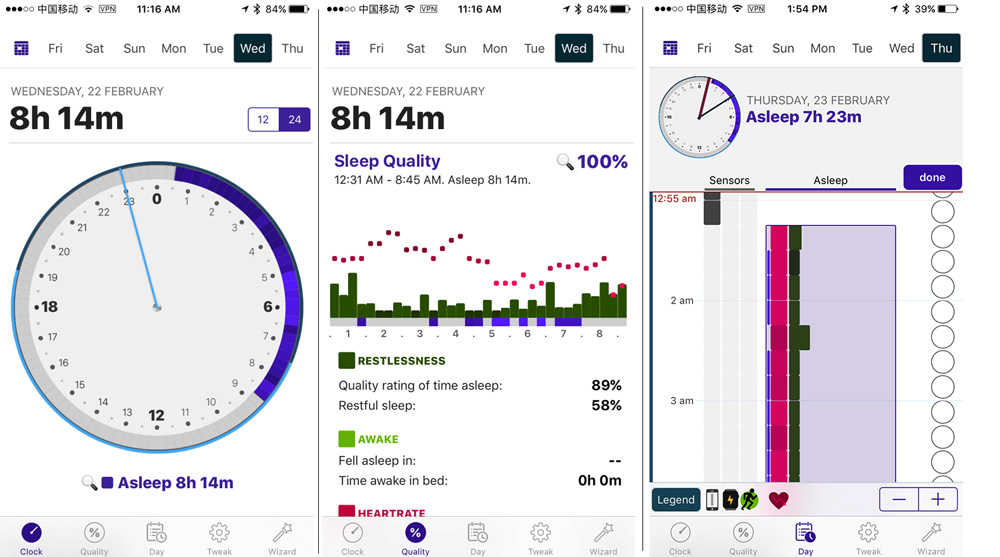 中国移动 VPN 11:16 AM 84%
Fri Sat Sun Mon Tue Wed Thu
WEDNESDAY, 22 FEBRUARY
8h 14m
12 24
0
1
2
3
4
5
6
7
8
9
10
11
12
13
14
15
16
17
18
19
20
21
22
23
Asleep 8h 14m
Clock Quality Day Tweak Wizard
中国移动 VPN 11:16 AM 84%
Fri Sat Sun Mon Tue Wed Thu
WEDNESDAY, 22 FEBRUARY
8h 14m
Sleep Quality 100%
12:31 AM - 8:45 AM. Asleep 8h 14m.
. 1 . 2 . 3 . 4 . 5 . 6 . 7 . 8 .
RESTLESSNESS
Quality rating of time asleep: 89%
Restful sleep: 58%
AWAKE
Fell asleep in: --
Time awake in bed: 0h 0m
HEARTRATE
% Clock Quality Day Tweak Wizard
中国移动 VPN 1:54 PM 39%
Fri Sat Sun Mon Tue Wed Thu
THURSDAY, 23 FEBRUARY
Asleep 7h 23m
Sensors Asleep done
12:55 am
2 am
3 am
Legend − +
Clock Quality Day Tweak Wizard